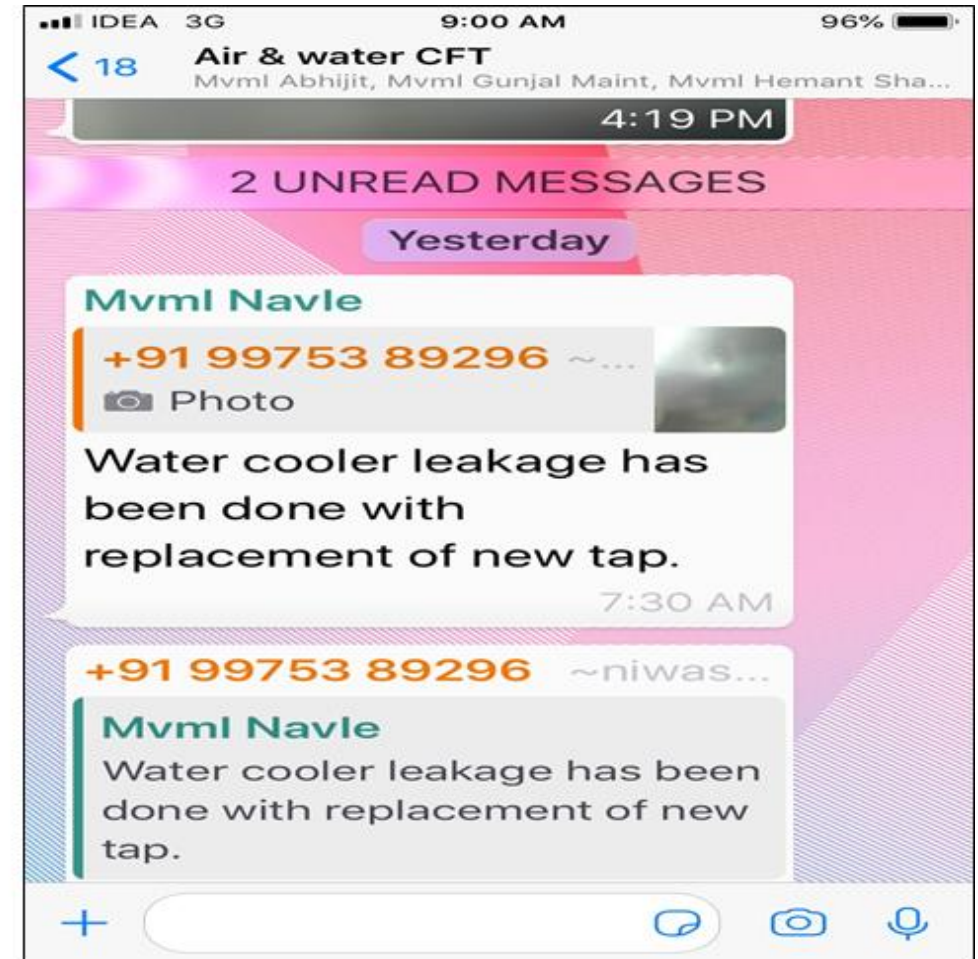 IDEA 3G 9:00 AM 96%
18 Air & water CFT
Mvml Abhijit, Mvml Gunjal Maint, Mvml Hemant Sha...
4:19 PM
2 UNREAD MESSAGES
Yesterday
Mvml Navle
+91 99753 89296 ~...
Photo
Water cooler leakage has
been done with
replacement of new tap.
7:30 AM
+91 99753 89296 ~niwas...
Mvml Navle
Water cooler leakage has been
done with replacement of new
tap.